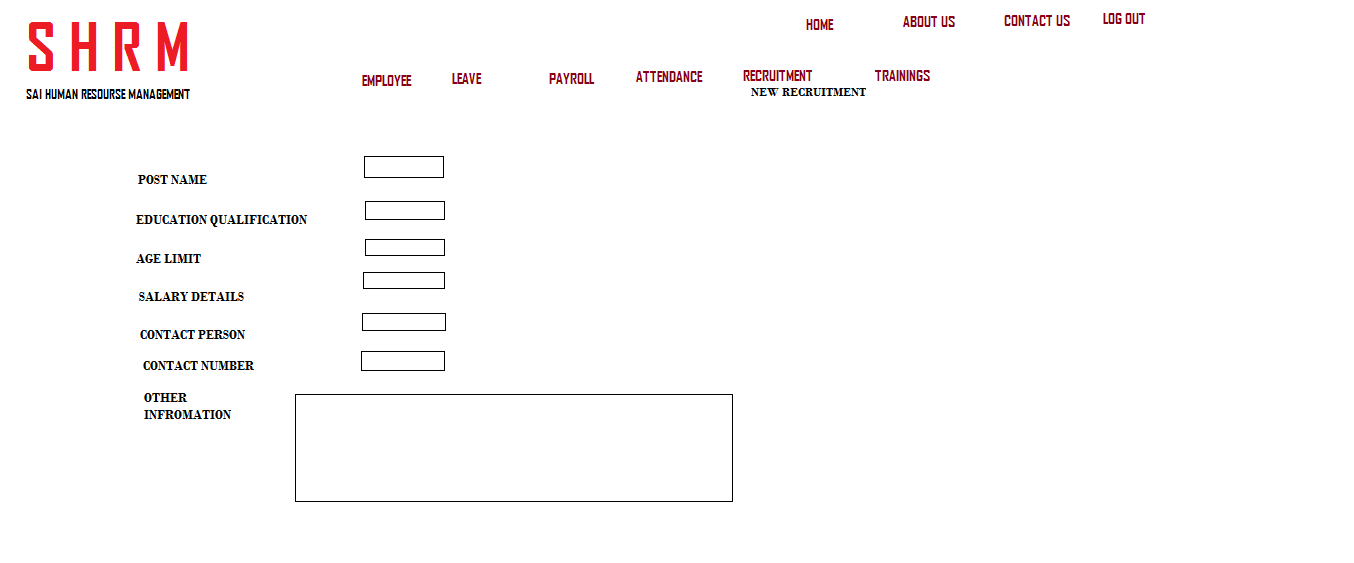 S H R M
HOME ABOUT US CONTACT US LOG OUT
SAI HUMAN RESOURSE MANAGEMENT
EMPLOYEE LEAVE PAYROLL ATTENDANCE RECRUITMENT TRAININGS
NEW RECRUITMENT
POST NAME
EDUCATION QUALIFICATION
AGE LIMIT
SALARY DETAILS
CONTACT PERSON
CONTACT NUMBER
OTHER
INFROMATION